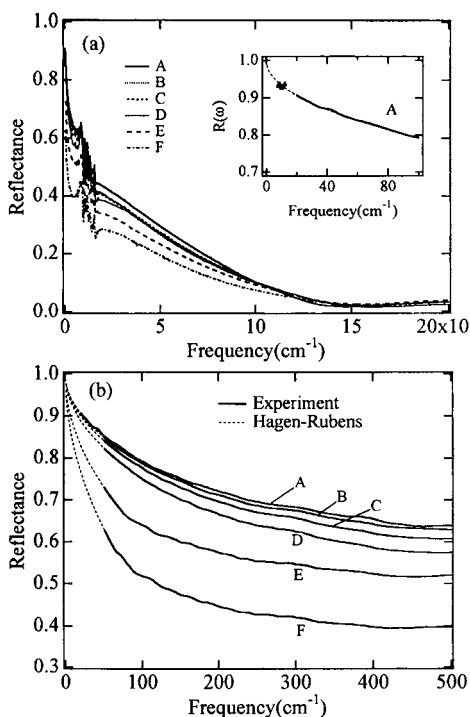 (a)
1.0
0.8
0.6
0.4
0.2
0.0
Reflectance
A
B
C
D
E
F
1.0
0.9
0.8
0.7
R(ω)
A
0 40 80
Frequency(cm⁻¹)
0 5 10 15 20x10
Frequency(cm⁻¹)
(b)
1.0
0.9
0.8
0.7
0.6
0.5
0.4
0.3
Reflectance
Experiment
Hagen-Rubens
A
B
C
D
E
F
0 100 200 300 400 500
Frequency(cm⁻¹)